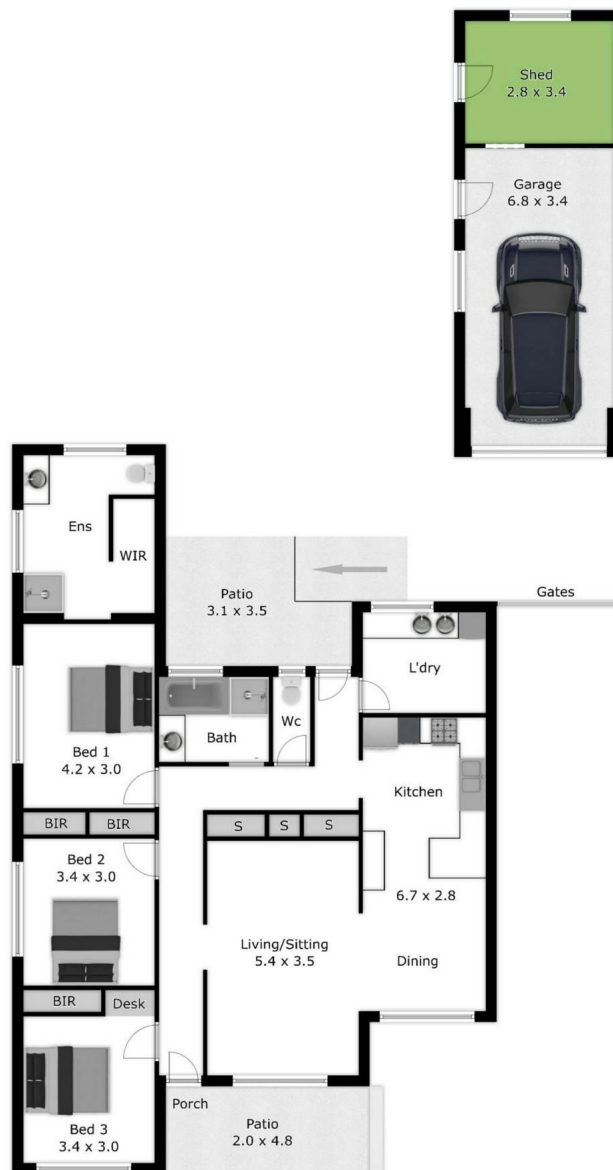 Shed
2.8 x 3.4
Garage
6.8 x 3.4
Ens
WIR
Patio
3.1 x 3.5
Gates
L'dry
Bath
Wc
Bed 1
4.2 x 3.0
Kitchen
BIR
BIR
S
S
S
Bed 2
3.4 x 3.0
6.7 x 2.8
Living/Sitting
5.4 x 3.5
Dining
BIR
Desk
Porch
Bed 3
3.4 x 3.0
Patio
2.0 x 4.8